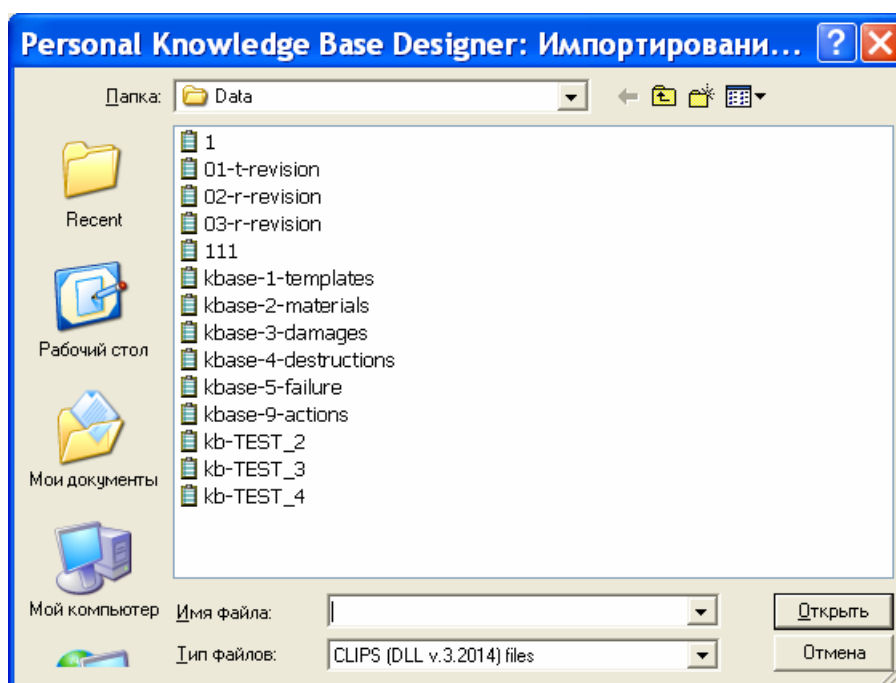 Personal Knowledge Base Designer: Импортировани...
Папка: Data
1
01-t-revision
02-r-revision
03-r-revision
111
kbase-1-templates
kbase-2-materials
kbase-3-damages
kbase-4-destructions
kbase-5-failure
kbase-9-actions
kb-TEST_2
kb-TEST_3
kb-TEST_4
Recent
Рабочий стол
Мои документы
Мой компьютер
Имя файла:
Открыть
Тип файлов: CLIPS (DLL v.3.2014) files
Отмена